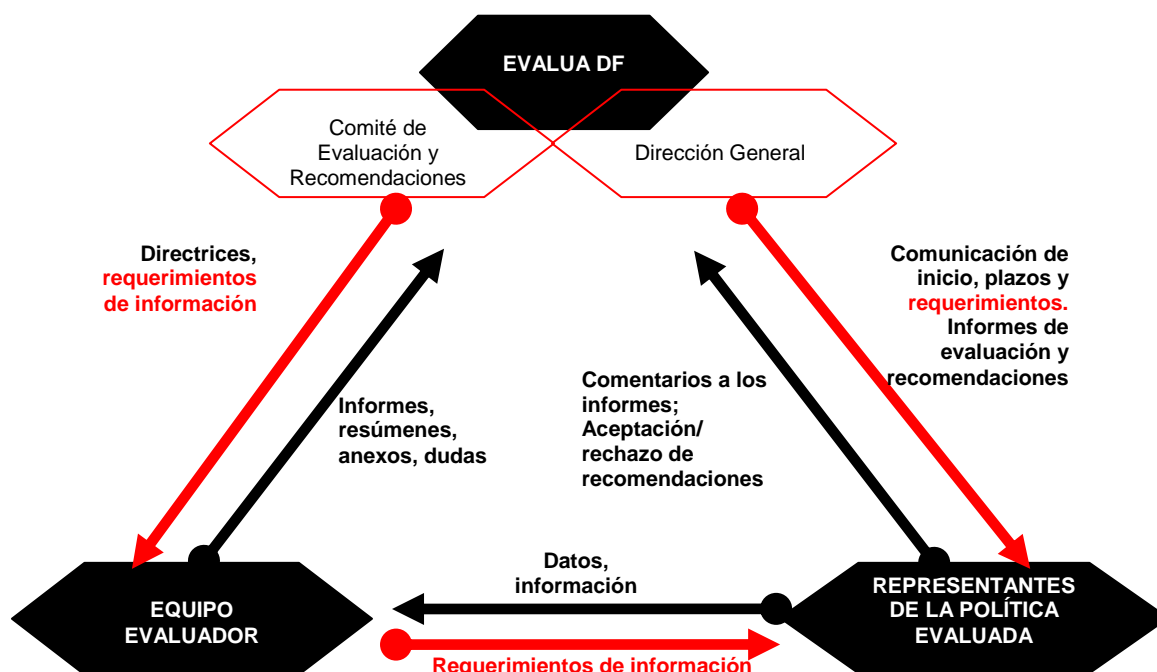 EVALUA DF
Comité de
Evaluación y
Recomendaciones
Dirección General
Directrices,
requerimientos
de información
Comunicación de
inicio, plazos y
requerimientos.
Informes de
evaluación y
recomendaciones
Informes,
resúmenes,
anexos, dudas
Comentarios a los
informes;
Aceptación/
rechazo de
recomendaciones
Datos,
información
EQUIPO
EVALUADOR
REPRESENTANTES
DE LA POLÍTICA
EVALUADA
Requerimientos de información